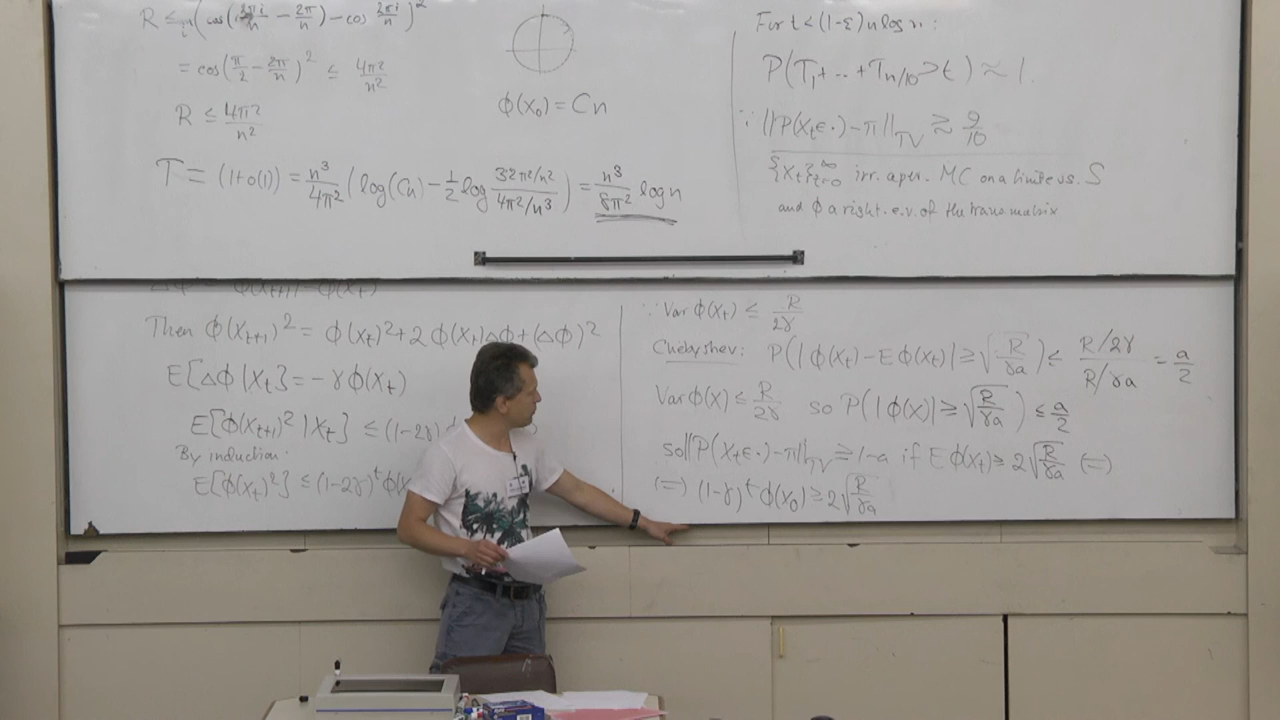 R ≤ (cos(2πi/n − 2π/n) − cos 2πi/n)²
= cos(π/2 − 2π/n)² ≤ 4π²/n²
R ≤ 4π²/n²
φ(x₀) = Cn
T = (1+o(1)) = n³/4π² (log(Cn) − ½ log (32π²/n²)/(4π²/n³)) = n³/8π² log n
For t < (1−ε) n log n :
P(T₁ + .. + T_{n/10} > t) ≈ 1.
∵ ||P(X_t ∈ ·) − π||_TV ≳ 9/10
{X_t}_{t=0}^∞ irr. aper. MC on a finite S
and φ a right. e.v. of the trans matrix
Then φ(X_{t+1})² = φ(X_t)² + 2φ(X_t)Δφ + (Δφ)²
E[Δφ | X_t] = −γφ(X_t)
E[φ(X_{t+1})² | X_t] ≤ (1−2γ)
By induction.
E[φ(X_t)²] ≤ (1−2γ)^t φ(X
∵ Var φ(X_t) ≤ R/2γ
Chebyshev: P(|φ(X_t) − Eφ(X_t)| ≥ √(R/γa)) ≤ (R/2γ)/(R/γa) = a/2
Var φ(X) ≤ R/2γ so P(|φ(X)| ≥ √(R/γa)) ≤ a/2
so ||P(X_t ∈ ·) − π||_TV ≥ 1−a if Eφ(X_t) ≥ 2√(R/γa) (=)
(=) (1−γ)^t φ(X₀) ≥ 2√(R/γa)